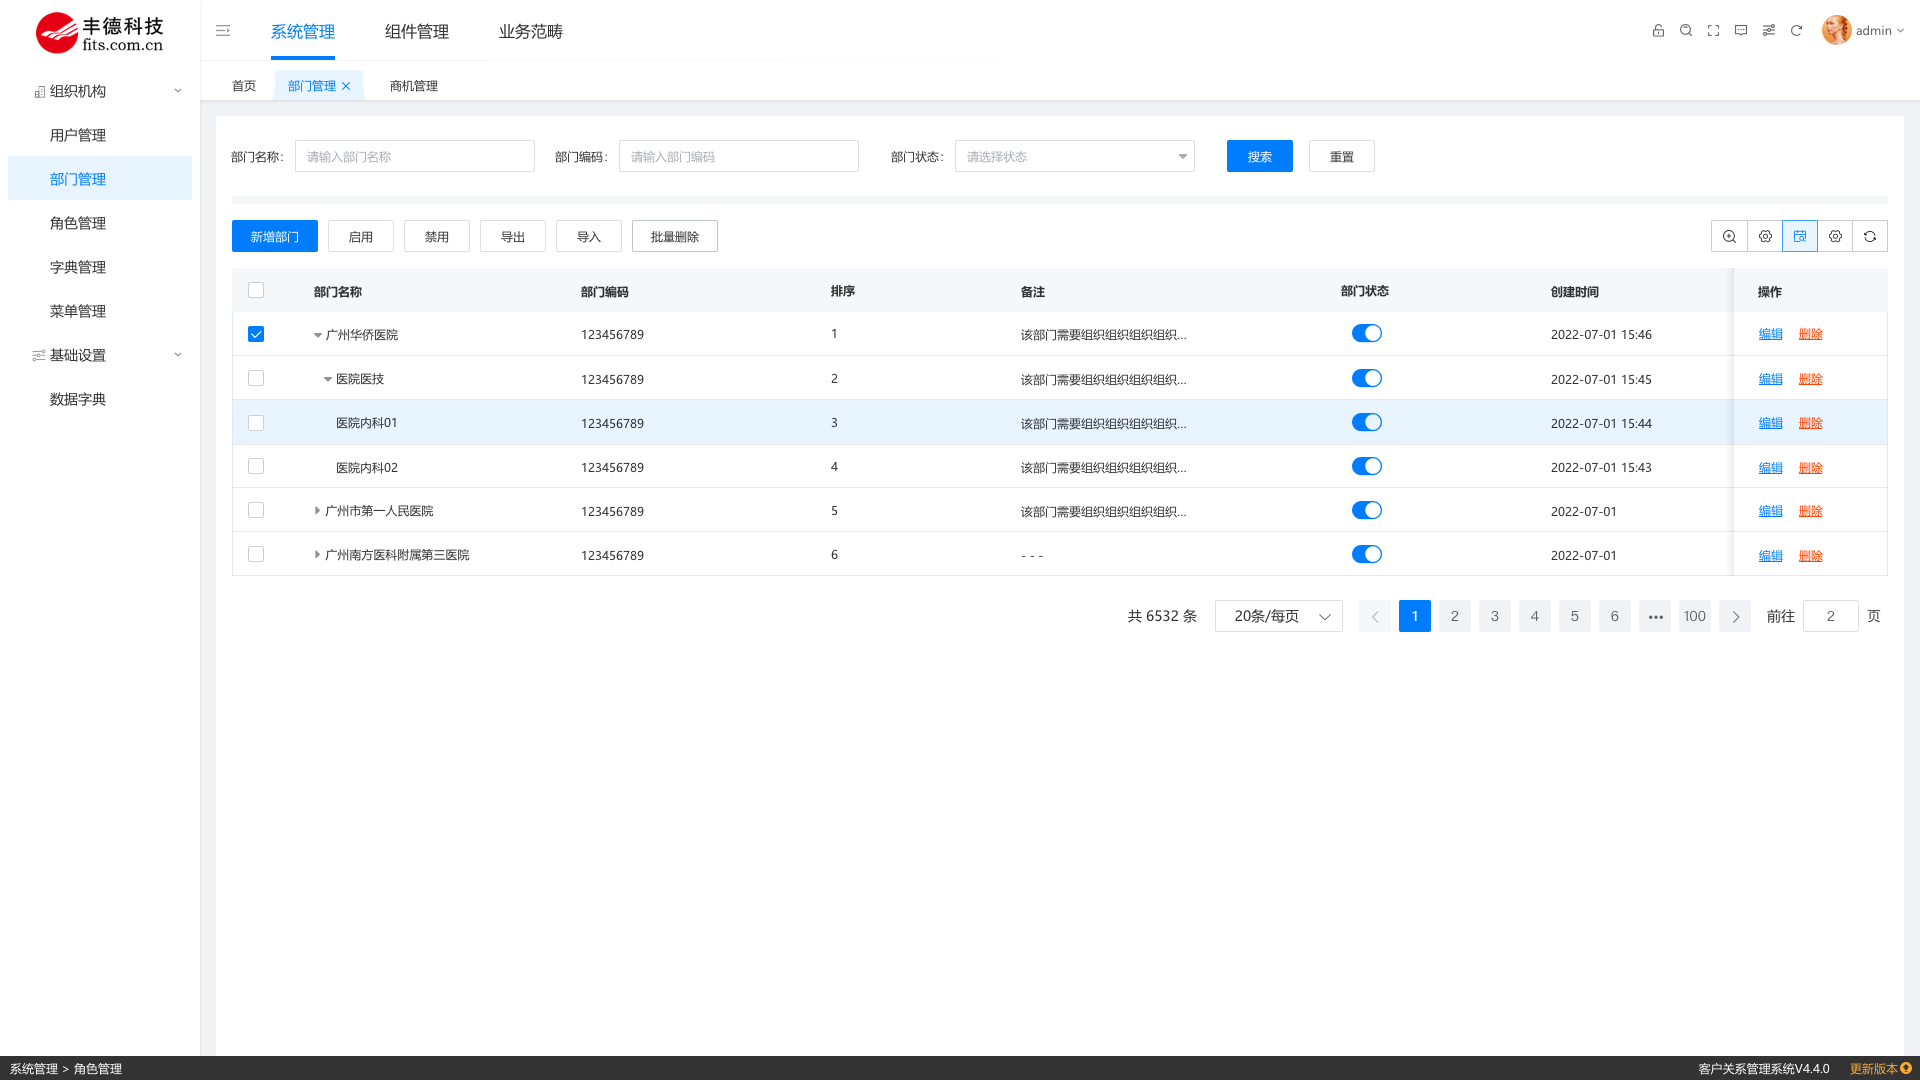 丰德科技
fits.com.cn
系统管理
组件管理
业务范畴
admin
首页
部门管理
商机管理
组织机构
用户管理
部门管理
角色管理
字典管理
菜单管理
基础设置
数据字典
部门名称:
请输入部门名称
部门编码:
请输入部门编码
部门状态:
请选择状态
搜索
重置
新增部门
启用
禁用
导出
导入
批量删除
部门名称 部门编码 排序 备注 部门状态 创建时间 操作
广州华侨医院 123456789 1 该部门需要组织组织组织组织... 2022-07-01 15:46 编辑 删除
医院医技 123456789 2 该部门需要组织组织组织组织... 2022-07-01 15:45 编辑 删除
医院内科01 123456789 3 该部门需要组织组织组织组织... 2022-07-01 15:44 编辑 删除
医院内科02 123456789 4 该部门需要组织组织组织组织... 2022-07-01 15:43 编辑 删除
广州市第一人民医院 123456789 5 该部门需要组织组织组织组织... 2022-07-01 编辑 删除
广州南方医科附属第三医院 123456789 6 - - - 2022-07-01 编辑 删除
共 6532 条 20条/每页 1 2 3 4 5 6 ••• 100 前往 2 页
系统管理 > 角色管理
客户关系管理系统V4.4.0 更新版本